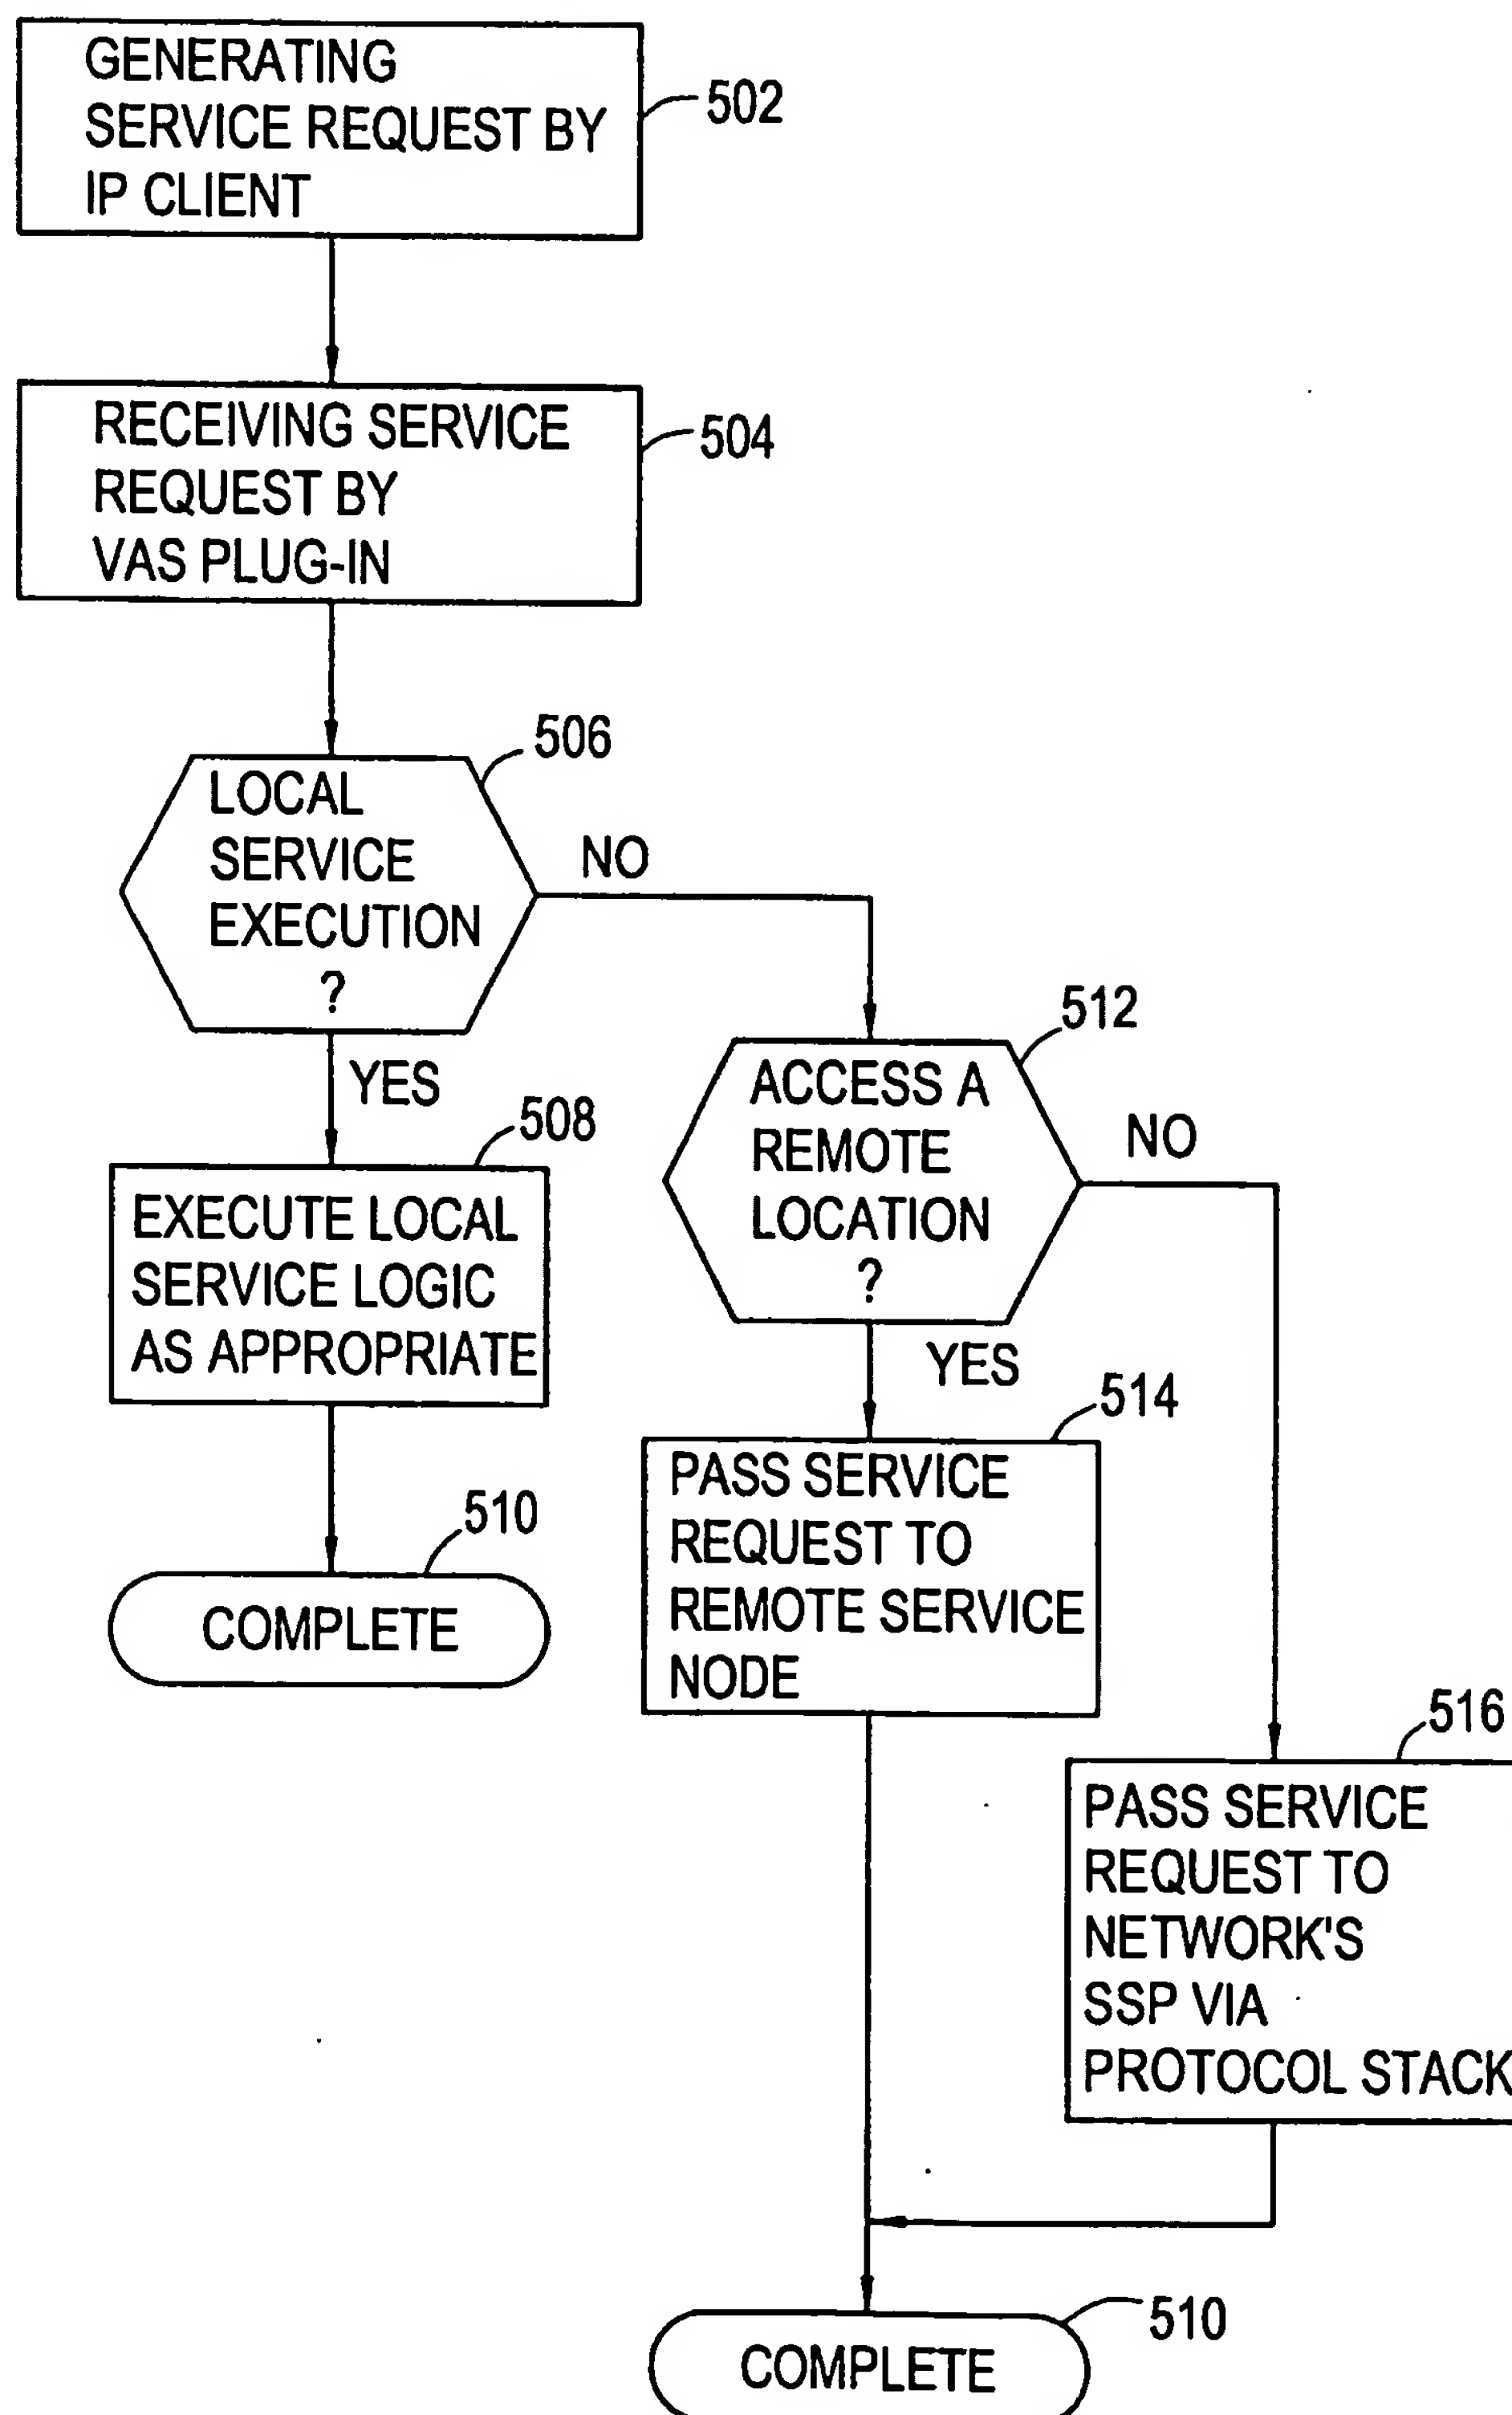 GENERATING
SERVICE REQUEST BY
IP CLIENT
502
RECEIVING SERVICE
REQUEST BY
VAS PLUG-IN
504
506
LOCAL
SERVICE
EXECUTION
?
NO
YES
512
ACCESS A
REMOTE
LOCATION
?
NO
YES
508
EXECUTE LOCAL
SERVICE LOGIC
AS APPROPRIATE
510
COMPLETE
514
PASS SERVICE
REQUEST TO
REMOTE SERVICE
NODE
516
PASS SERVICE
REQUEST TO
NETWORK'S
SSP VIA
PROTOCOL STACK
510
COMPLETE